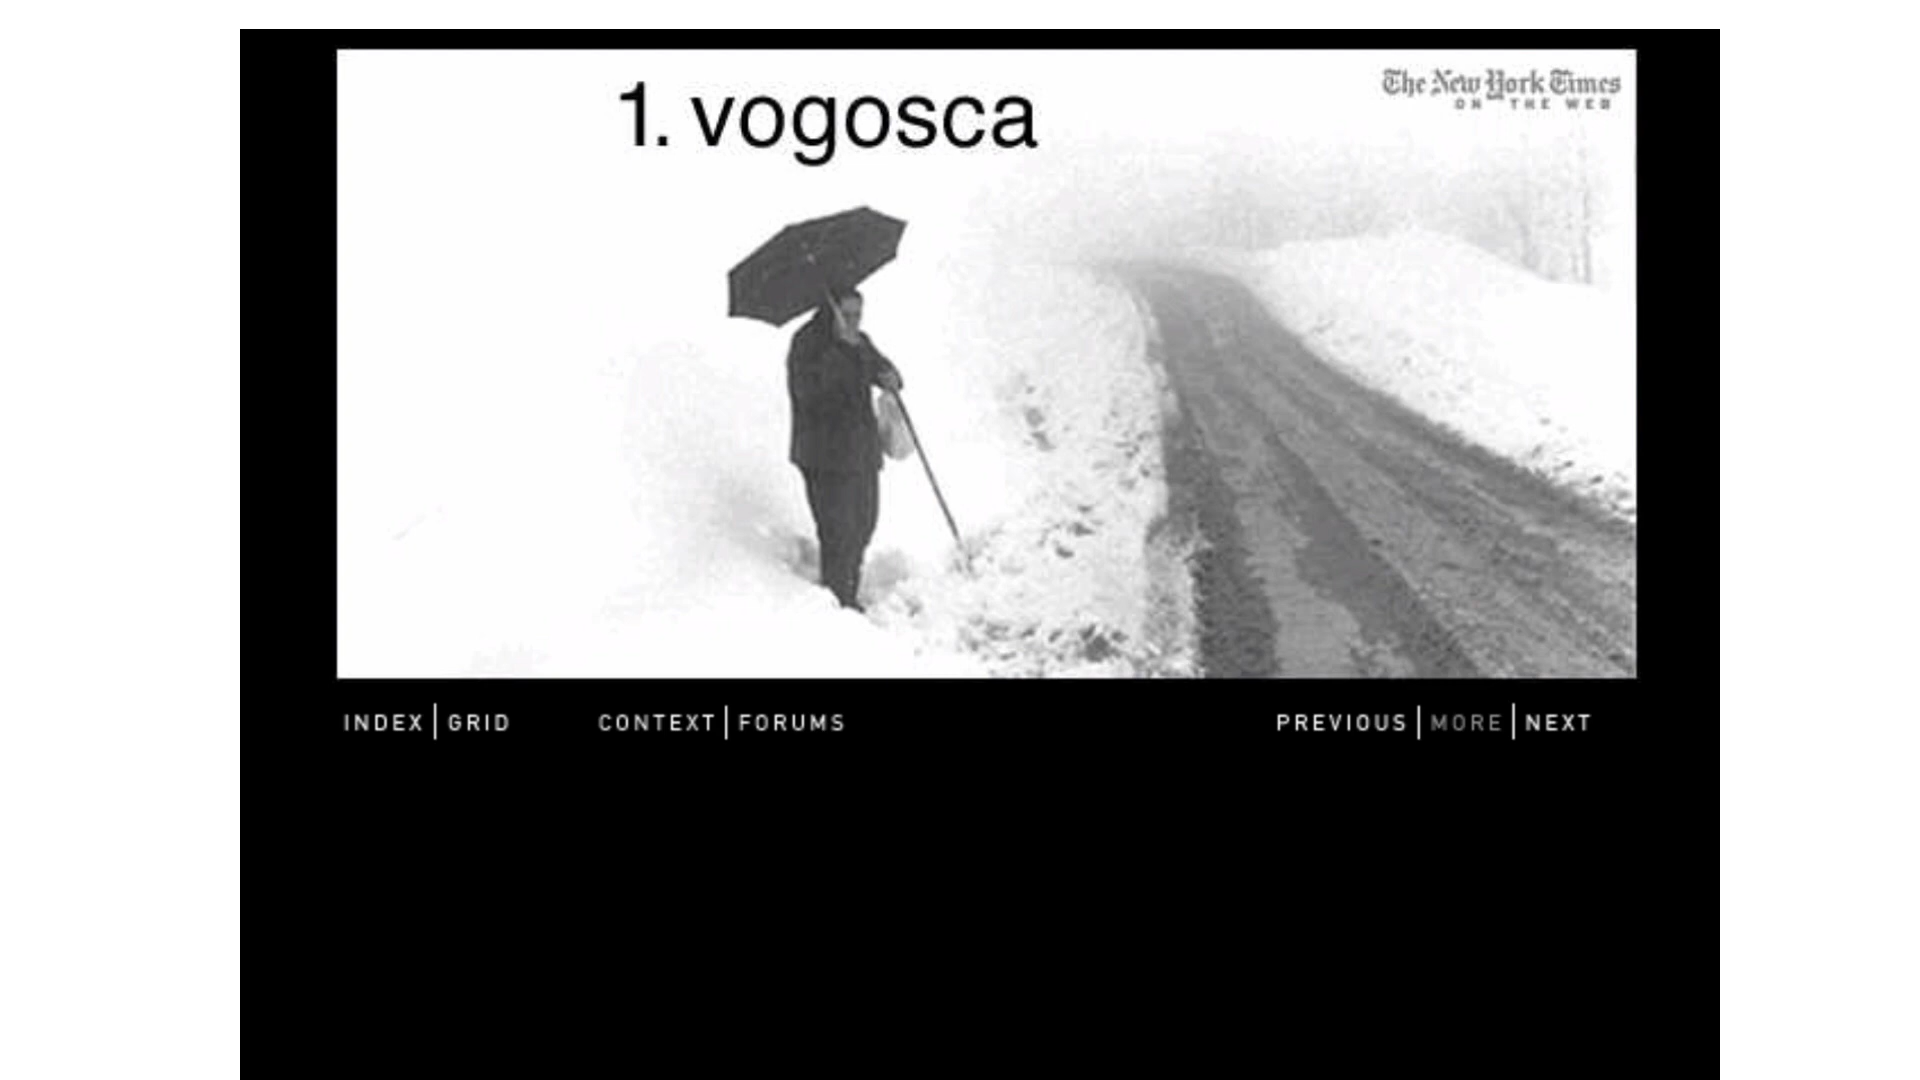 The New York Times
ON THE WEB
1. vogosca
INDEX | GRID CONTEXT | FORUMS PREVIOUS | MORE | NEXT